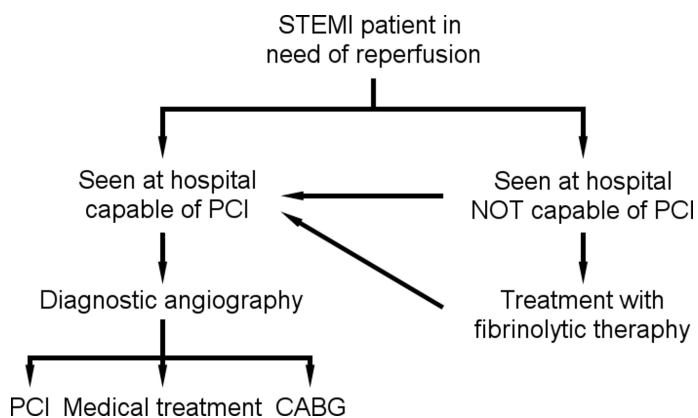 STEMI patient in
need of reperfusion
Seen at hospital
capable of PCI
Seen at hospital
NOT capable of PCI
Diagnostic angiography
Treatment with
fibrinolytic theraphy
PCI Medical treatment CABG